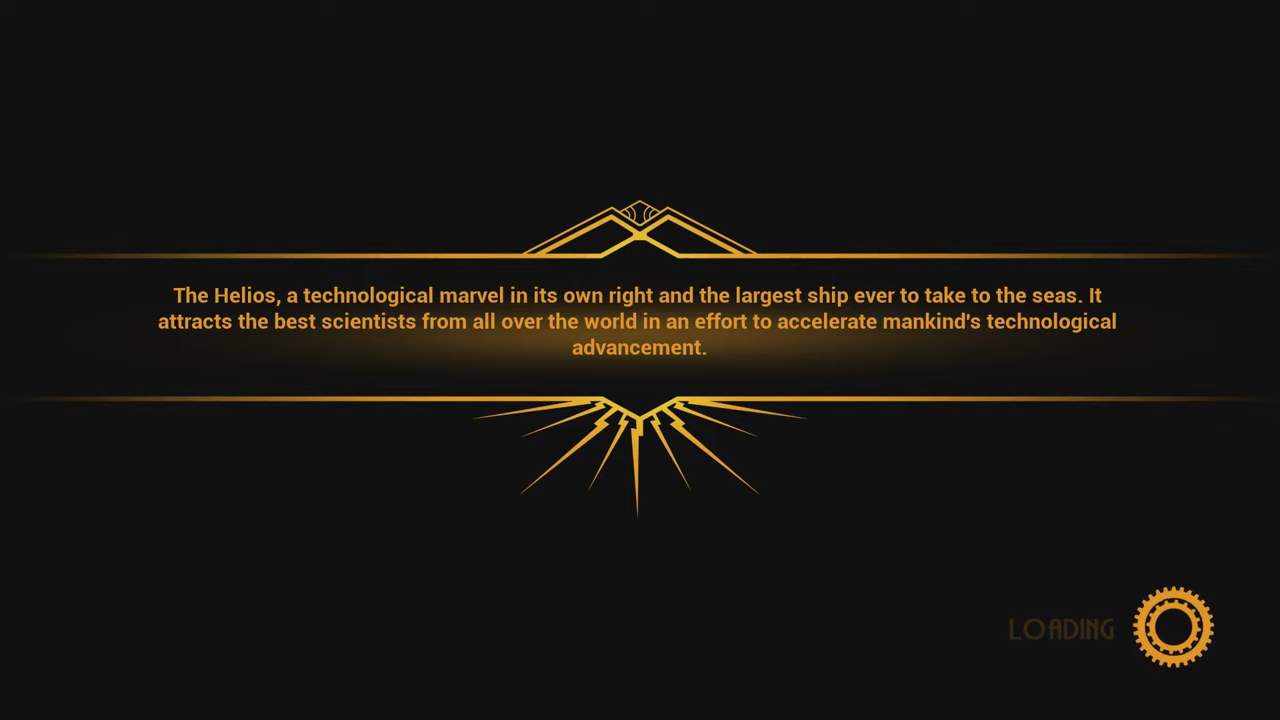 The Helios, a technological marvel in its own right and the largest ship ever to take to the seas. It
attracts the best scientists from all over the world in an effort to accelerate mankind's technological
advancement.
LOADING